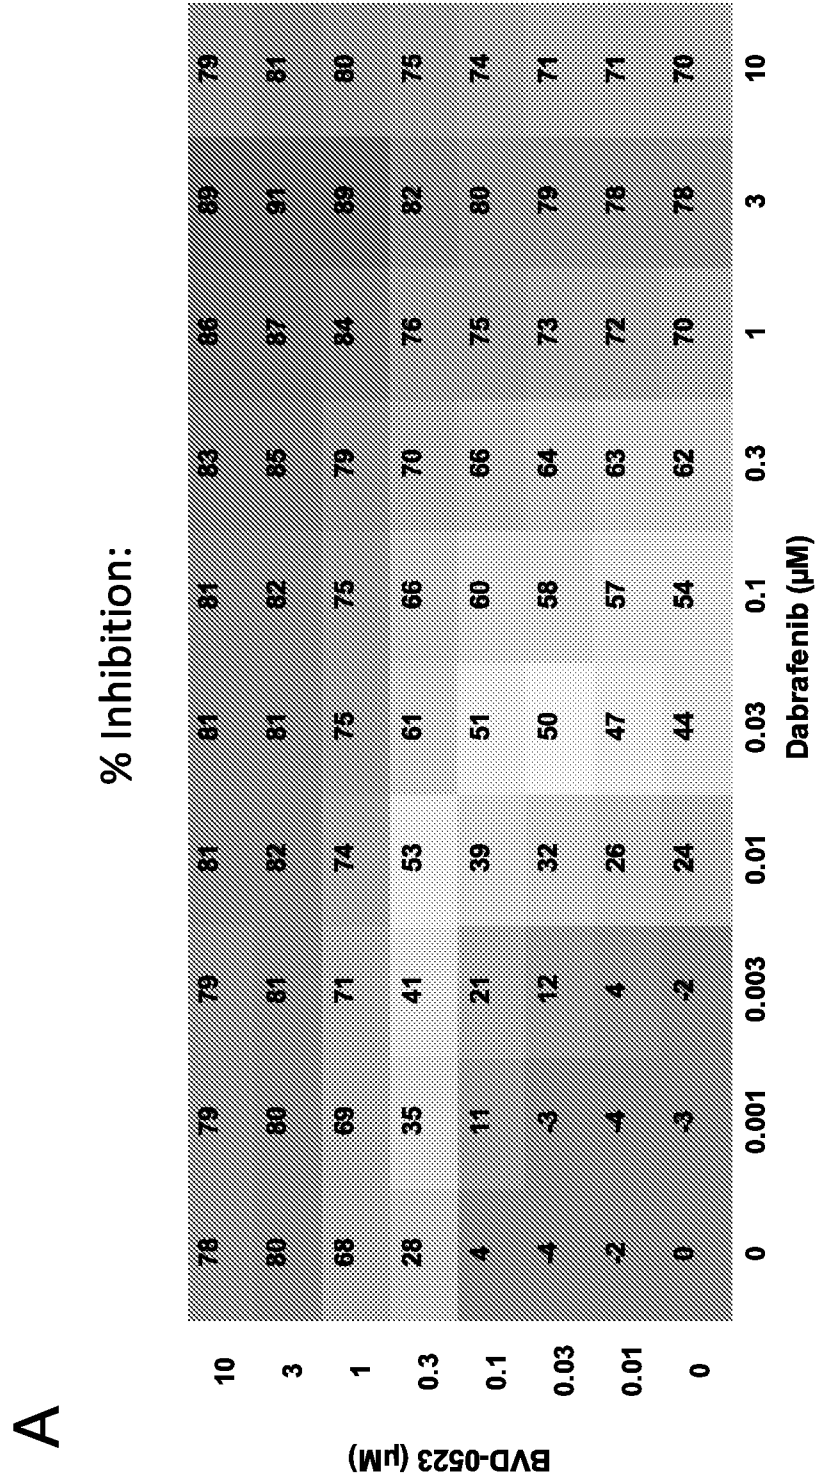 A
% Inhibition:
BVD-0523 (µM)
10 78 79 79 81 81 81 83 86 89 79
3 80 80 81 82 81 82 85 87 91 81
1 68 69 71 74 75 75 79 84 89 80
0.3 28 35 41 53 61 66 70 76 82 75
0.1 4 11 21 39 51 60 66 75 80 74
0.03 -4 -3 12 32 50 58 64 73 79 71
0.01 -2 -4 4 26 47 57 63 72 78 71
0 0 -3 -2 24 44 54 62 70 78 70
0 0.001 0.003 0.01 0.03 0.1 0.3 1 3 10
Dabrafenib (µM)